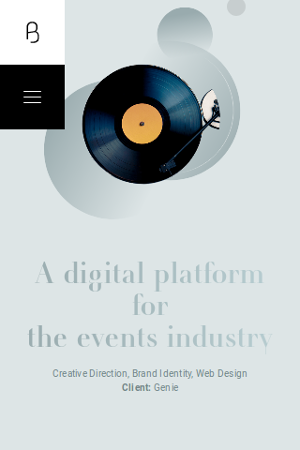 B
A digital platform
for
the events industry
Creative Direction, Brand Identity, Web Design
Client: Genie